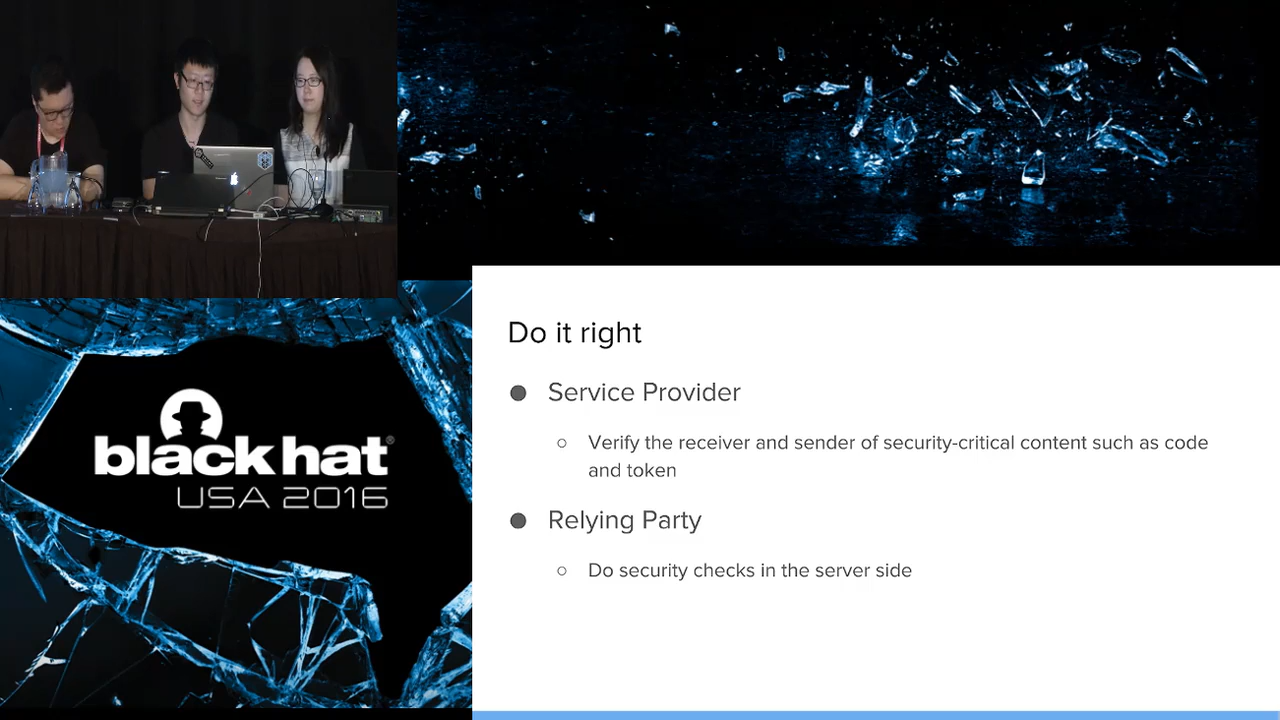 Do it right
● Service Provider
○ Verify the receiver and sender of security-critical content such as code
and token
● Relying Party
○ Do security checks in the server side
black hat®
USA 2016